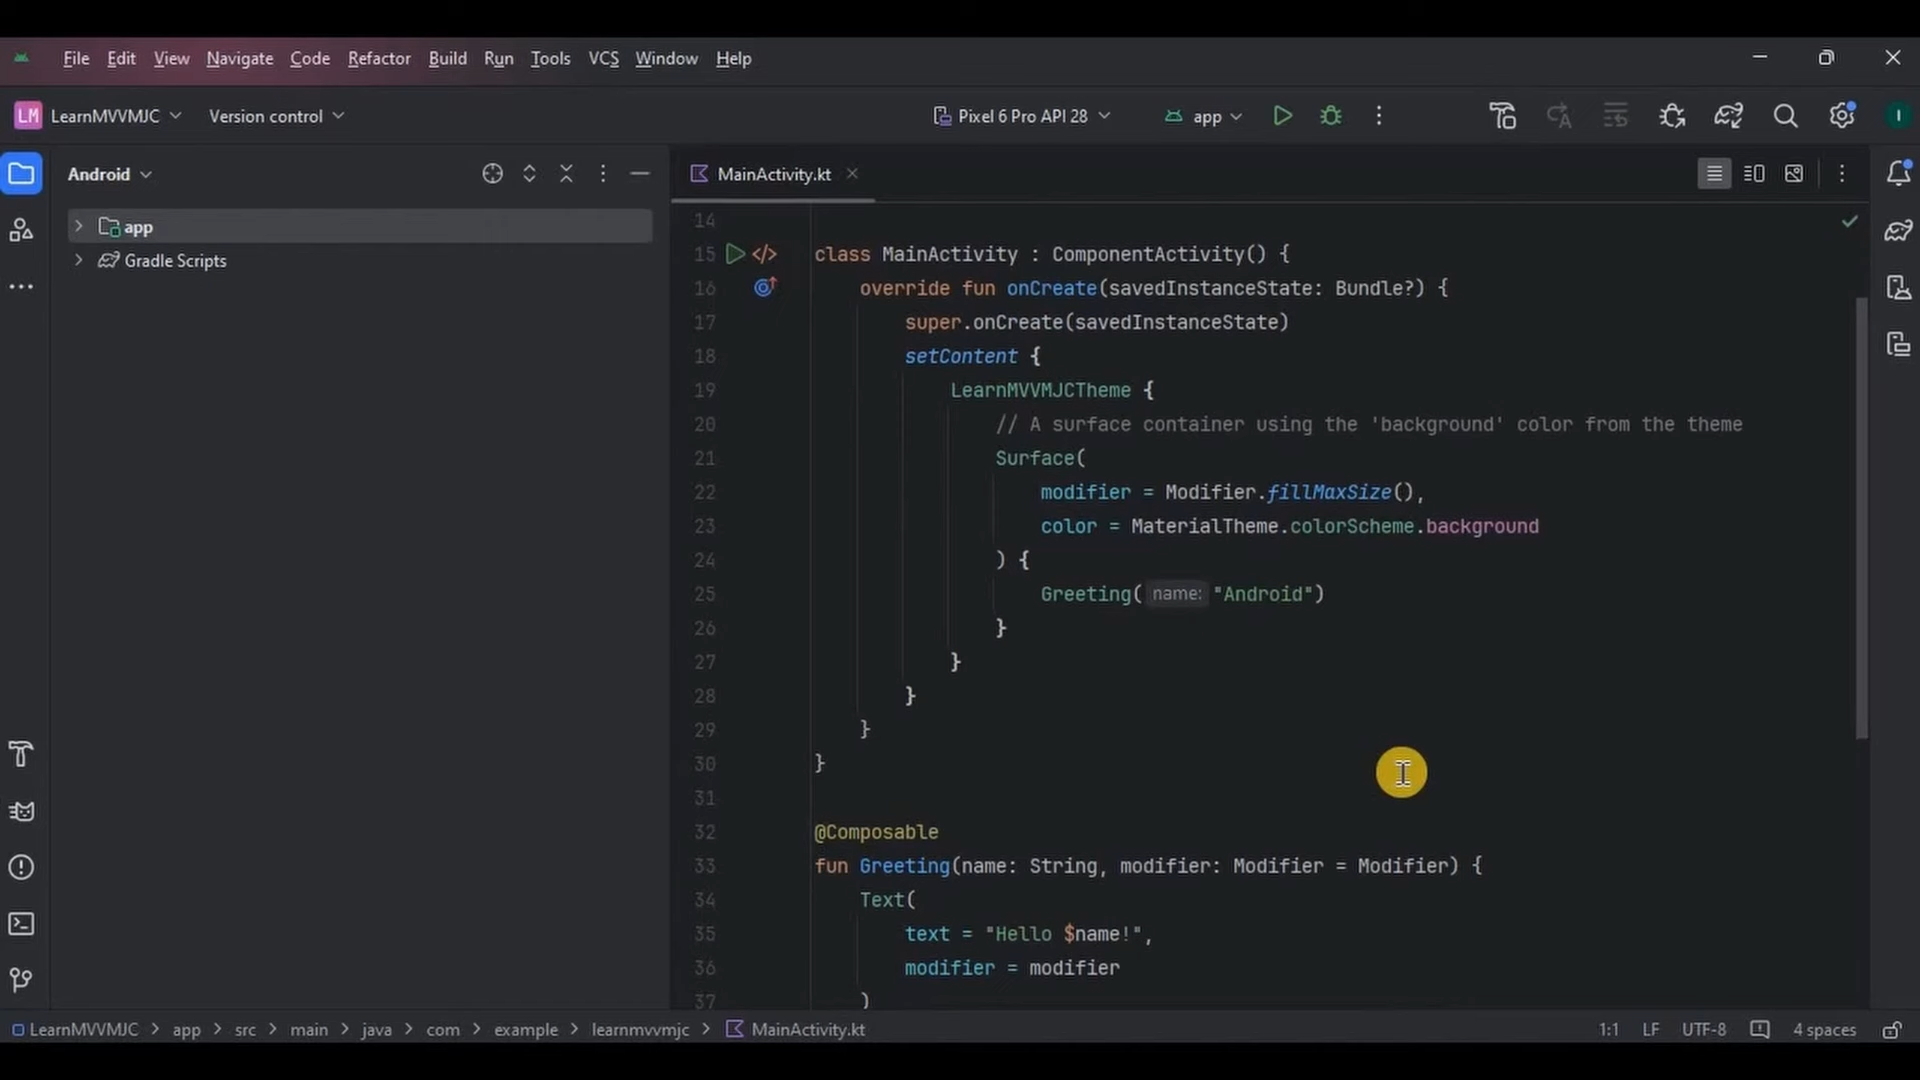 File Edit View Navigate Code Refactor Build Run Tools VCS Window Help
LM LearnMVVMJC Version control Pixel 6 Pro API 28 app I
Android
MainActivity.kt
app
Gradle Scripts
14
15 class MainActivity : ComponentActivity() {
16 override fun onCreate(savedInstanceState: Bundle?) {
17 super.onCreate(savedInstanceState)
18 setContent {
19 LearnMVVMJCTheme {
20 // A surface container using the 'background' color from the theme
21 Surface(
22 modifier = Modifier.fillMaxSize(),
23 color = MaterialTheme.colorScheme.background
24 ) {
25 Greeting( name: "Android")
26 }
27 }
28 }
29 }
30 }
31
32 @Composable
33 fun Greeting(name: String, modifier: Modifier = Modifier) {
34 Text(
35 text = "Hello $name!",
36 modifier = modifier
37 )
LearnMVVMJC > app > src > main > java > com > example > learnmvvmjc > MainActivity.kt 1:1 LF UTF-8 4 spaces